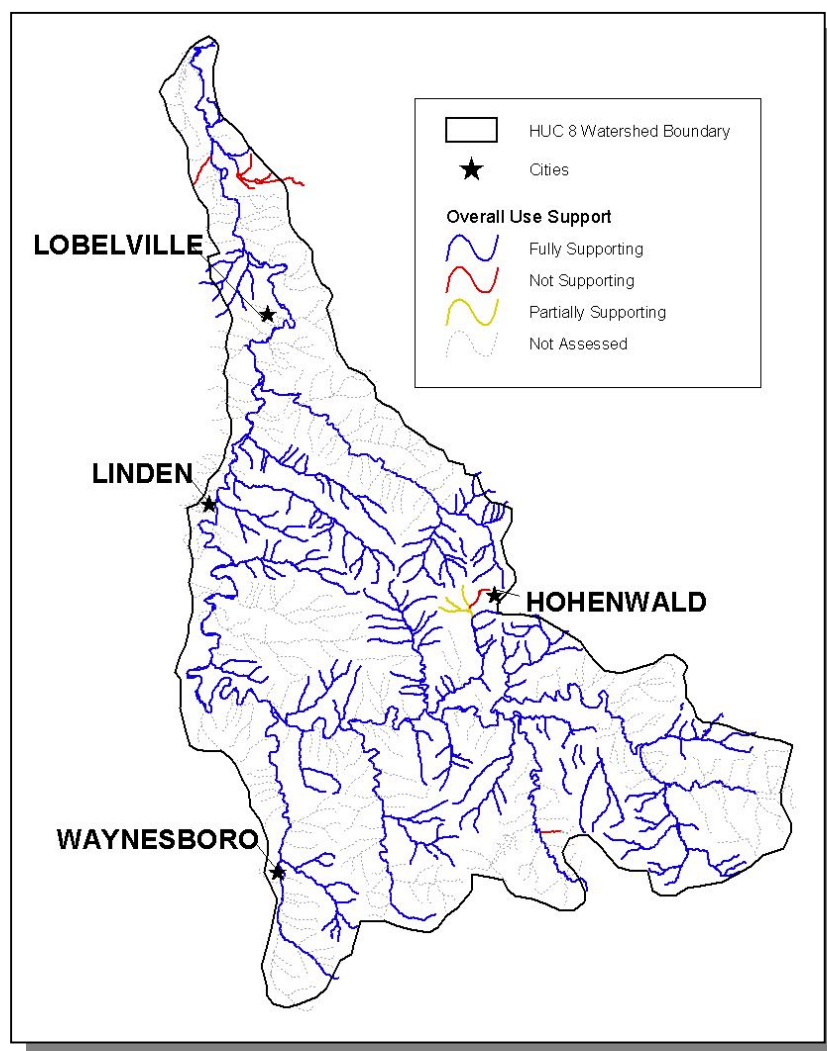 HUC 8 Watershed Boundary
Cities
Overall Use Support
Fully Supporting
Not Supporting
Partially Supporting
Not Assessed
LOBELVILLE
LINDEN
HOHENWALD
WAYNESBORO